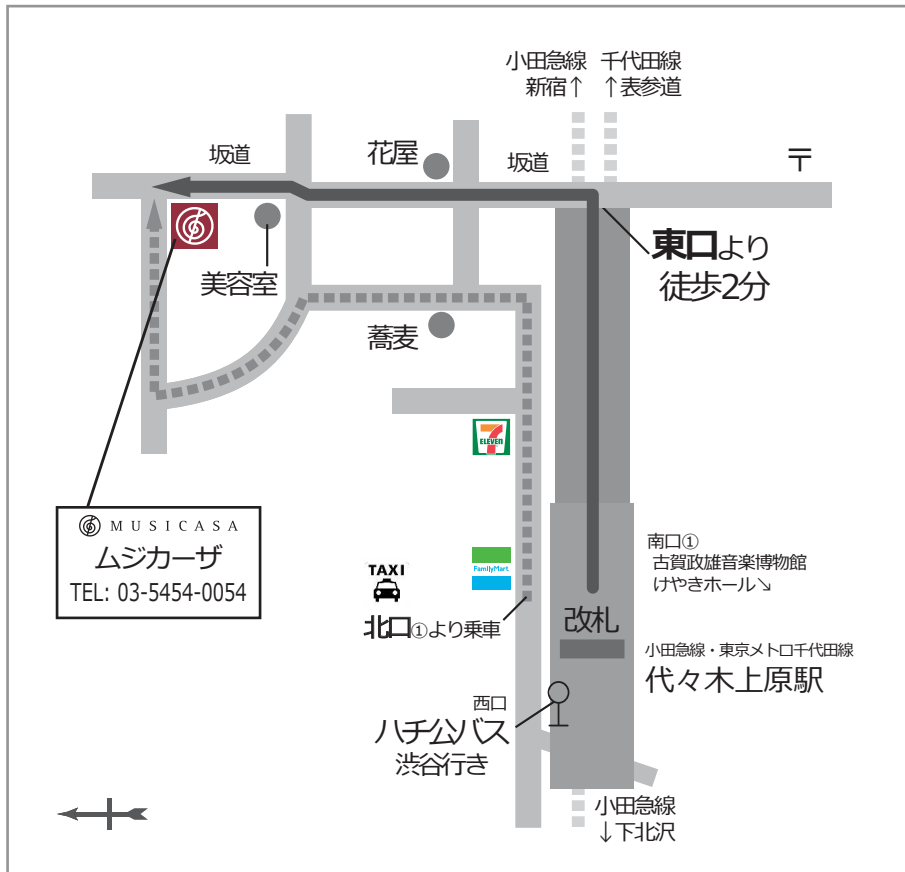 小田急線
新宿↑
千代田線
↑表参道
坂道
花屋
坂道
〒
東口より
徒歩2分
美容室
蕎麦
7
ELEVEN
MUSICASA
ムジカーザ
TEL: 03-5454-0054
TAXI
FamilyMart
北口①より乗車
改札
南口①
古賀政雄音楽博物館
けやきホール↘
小田急線・東京メトロ千代田線
代々木上原駅
西口
ハチ公バス
渋谷行き
小田急線
↓下北沢